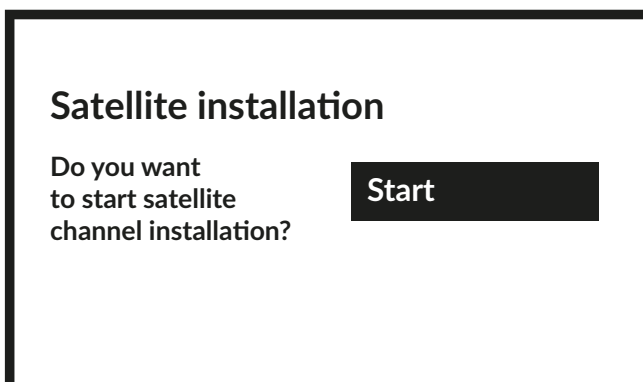 Satellite installation
Do you want
to start satellite
channel installation?
Start